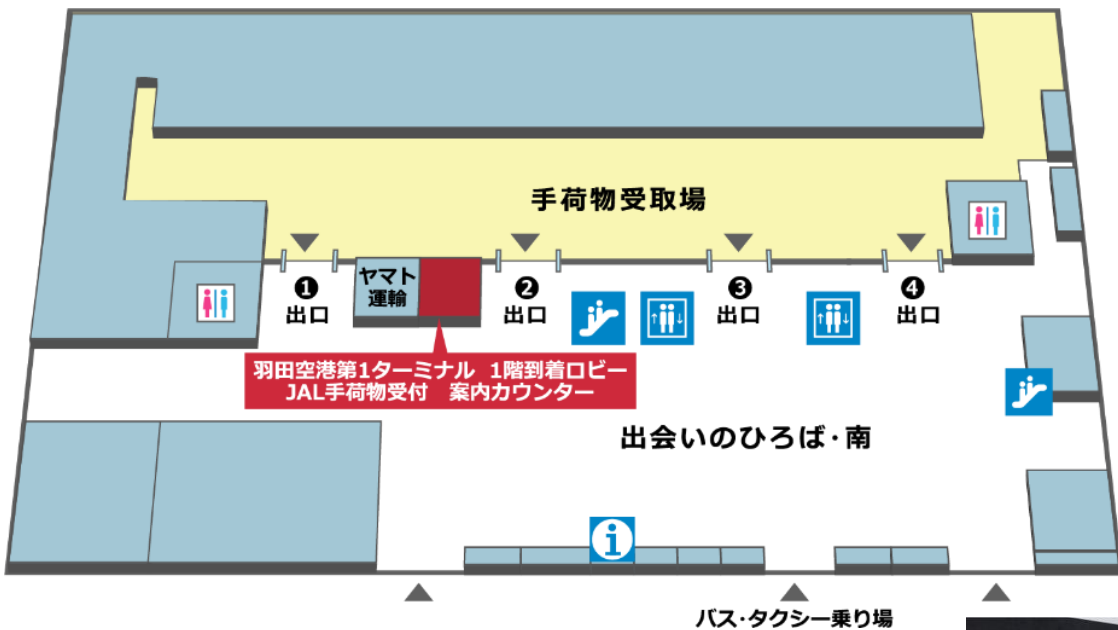 手荷物受取場
ヤマト
運輸
❶
出口
❷
出口
❸
出口
❹
出口
羽田空港第1ターミナル 1階到着ロビー
JAL手荷物受付 案内カウンター
出会いのひろば・南
i
バス・タクシー乗り場